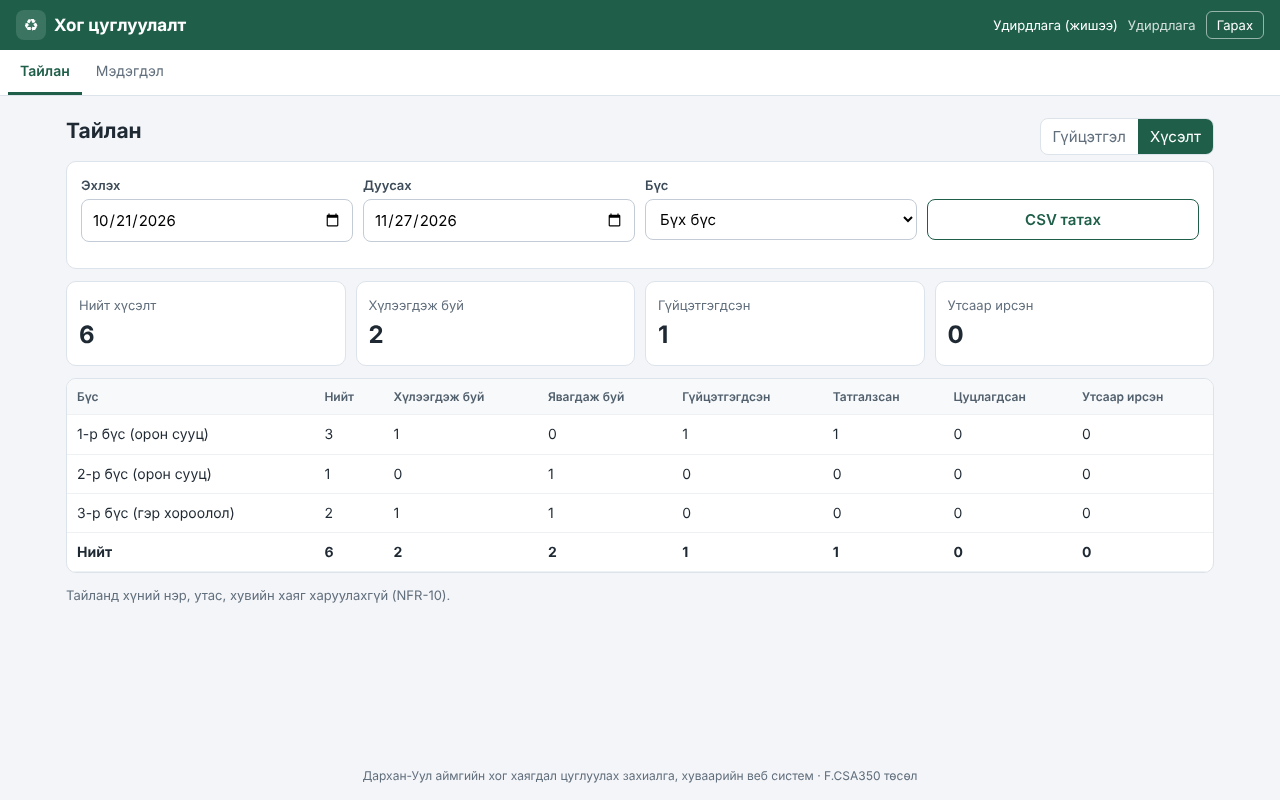 Хог цуглуулалт
Удирдлага (жишээ) Удирдлага Гарах
Тайлан Мэдэгдэл
Тайлан
Гүйцэтгэл Хүсэлт
Эхлэх Дуусах Бүс
10/21/2026 11/27/2026 Бүх бүс CSV татах
Нийт хүсэлт Хүлээгдэж буй Гүйцэтгэгдсэн Утсаар ирсэн
6 2 1 0
Бүс Нийт Хүлээгдэж буй Явагдаж буй Гүйцэтгэгдсэн Татгалзсан Цуцлагдсан Утсаар ирсэн
1-р бүс (орон сууц) 3 1 0 1 1 0 0
2-р бүс (орон сууц) 1 0 1 0 0 0 0
3-р бүс (гэр хороолол) 2 1 1 0 0 0 0
Нийт 6 2 2 1 1 0 0
Тайланд хүний нэр, утас, хувийн хаяг харуулахгүй (NFR-10).
Дархан-Уул аймгийн хог хаягдал цуглуулах захиалга, хуваарийн веб систем · F.CSA350 төсөл